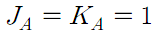 J_A = K_A = 1